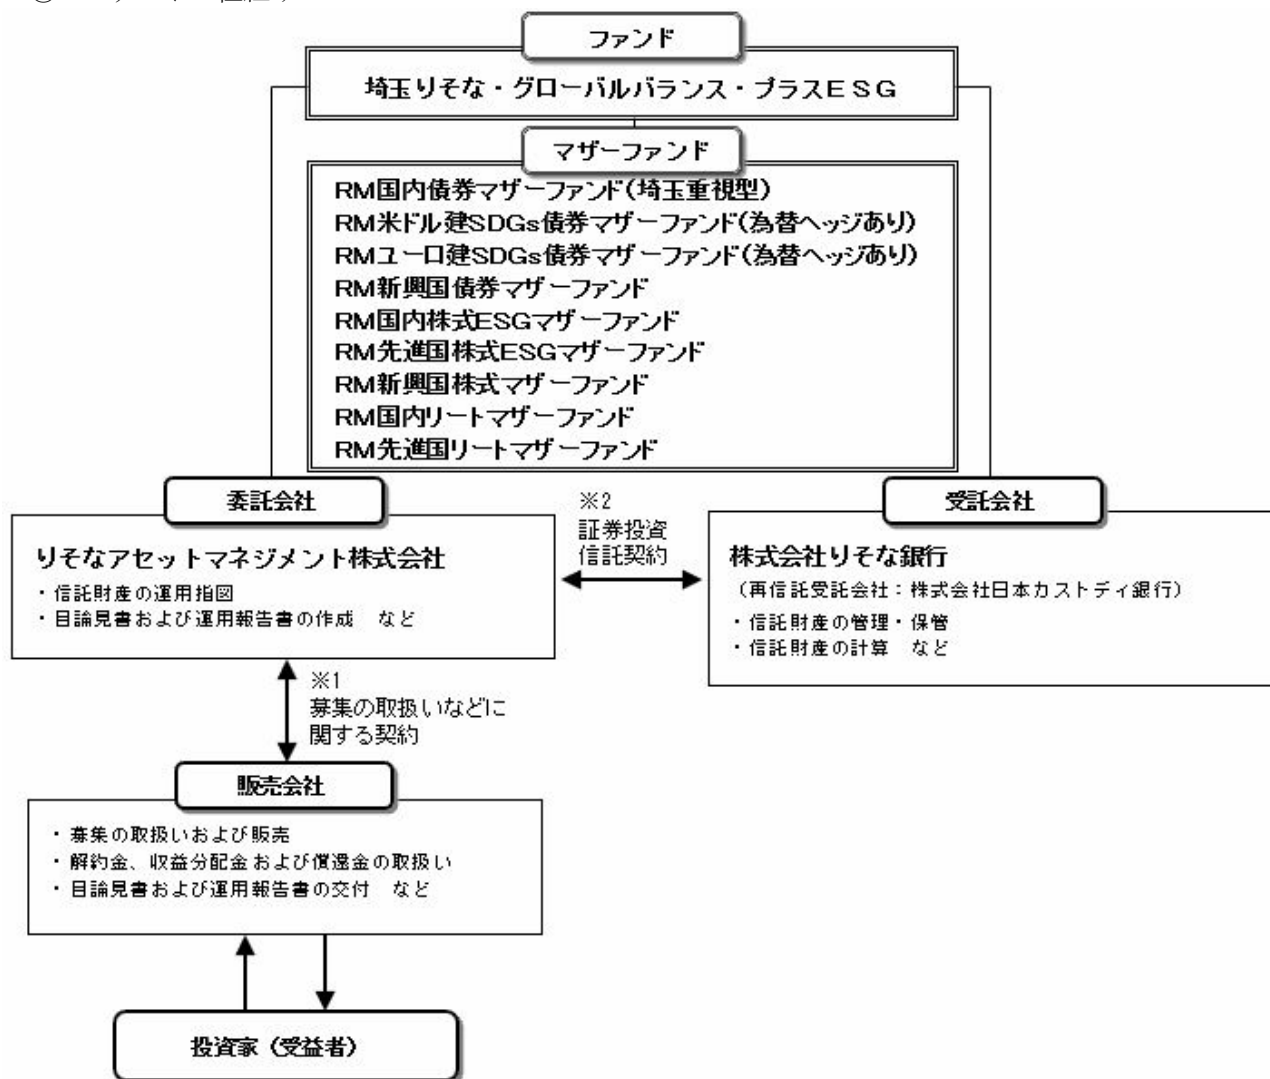 ファンド
埼玉りそな・グローバルバランス・プラスESG
マザーファンド
RM国内債券マザーファンド(埼玉重視型)
RM米ドル建SDGs債券マザーファンド(為替ヘッジあり)
RMユーロ建SDGs債券マザーファンド(為替ヘッジあり)
RM新興国債券マザーファンド
RM国内株式ESGマザーファンド
RM先進国株式ESGマザーファンド
RM新興国株式マザーファンド
RM国内リートマザーファンド
RM先進国リートマザーファンド
委託会社
りそなアセットマネジメント株式会社
・信託財産の運用指図
・目論見書および運用報告書の作成 など
※2
証券投資
信託契約
受託会社
株式会社りそな銀行
(再信託受託会社:株式会社日本カストディ銀行)
・信託財産の管理・保管
・信託財産の計算 など
※1
募集の取扱いなどに
関する契約
販売会社
・募集の取扱いおよび販売
・解約金、収益分配金および償還金の取扱い
・目論見書および運用報告書の交付 など
投資家(受益者)